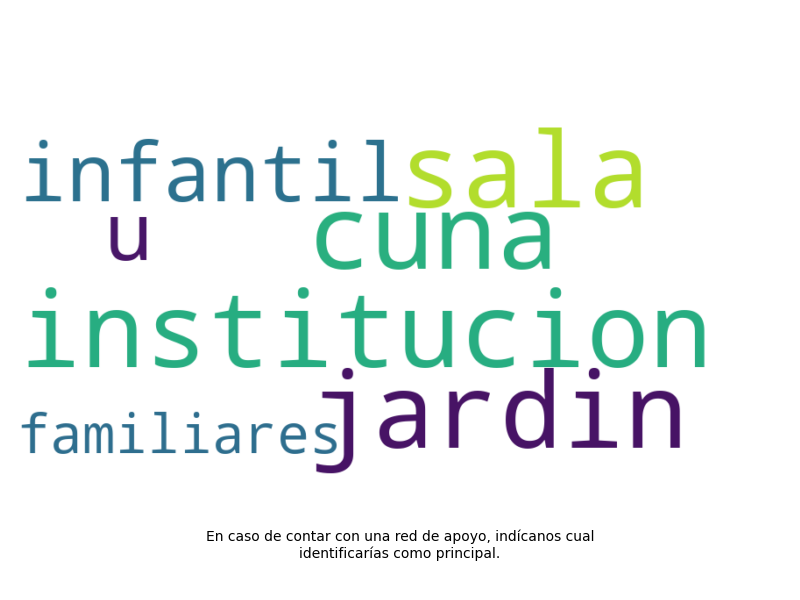 infantil sala
u cuna
institucion
familiares jardin
En caso de contar con una red de apoyo, indícanos cual
identificarías como principal.